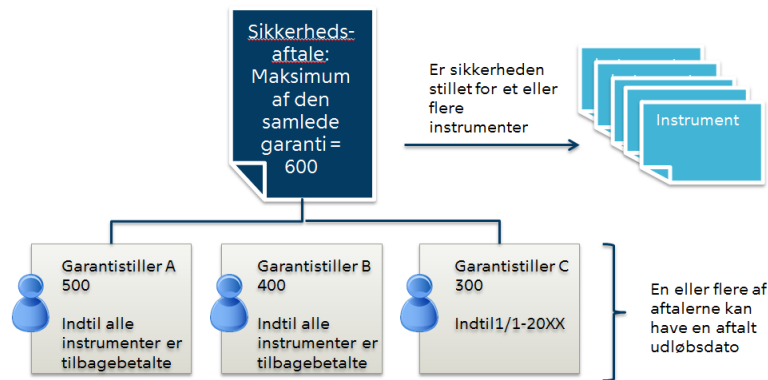 Sikkerheds-
aftale:
Maksimum
af den
samlede
garanti =
600
Er sikkerheden
stillet for et eller
flere
instrumenter
Instrument
Garantistiller A
500
Indtil alle
instrumenter er
tilbagebetalte
Garantistiller B
400
Indtil alle
instrumenter er
tilbagebetalte
Garantistiller C
300
Indtil1/1-20XX
En eller flere af
aftalerne kan
have en aftalt
udløbsdato